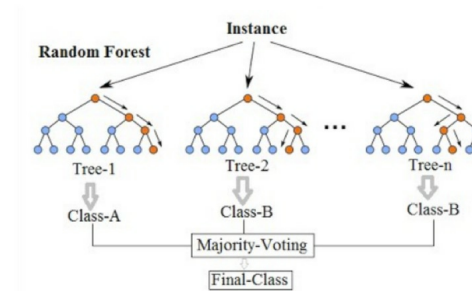 Instance
Random Forest
...
Tree-1
Tree-2
Tree-n
Class-A
Class-B
Class-B
Majority-Voting
Final-Class